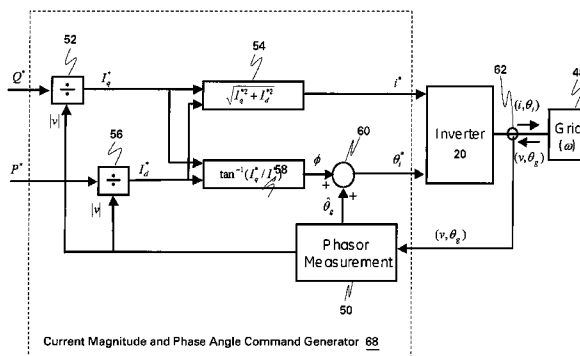 52
54
56
58
60
62
48
Q*
P*
÷
÷
|v|
|v|
I*q
I*d
√I*q² + I*d²
tan⁻¹(I*q / I*
ϕ
+
+
θ̂g
i*
θ*i
Inverter
20
(i,θi)
(v,θg)
Grid
{ω}
(v,θg)
Phasor
Measurement
50
Current Magnitude and Phase Angle Command Generator 68